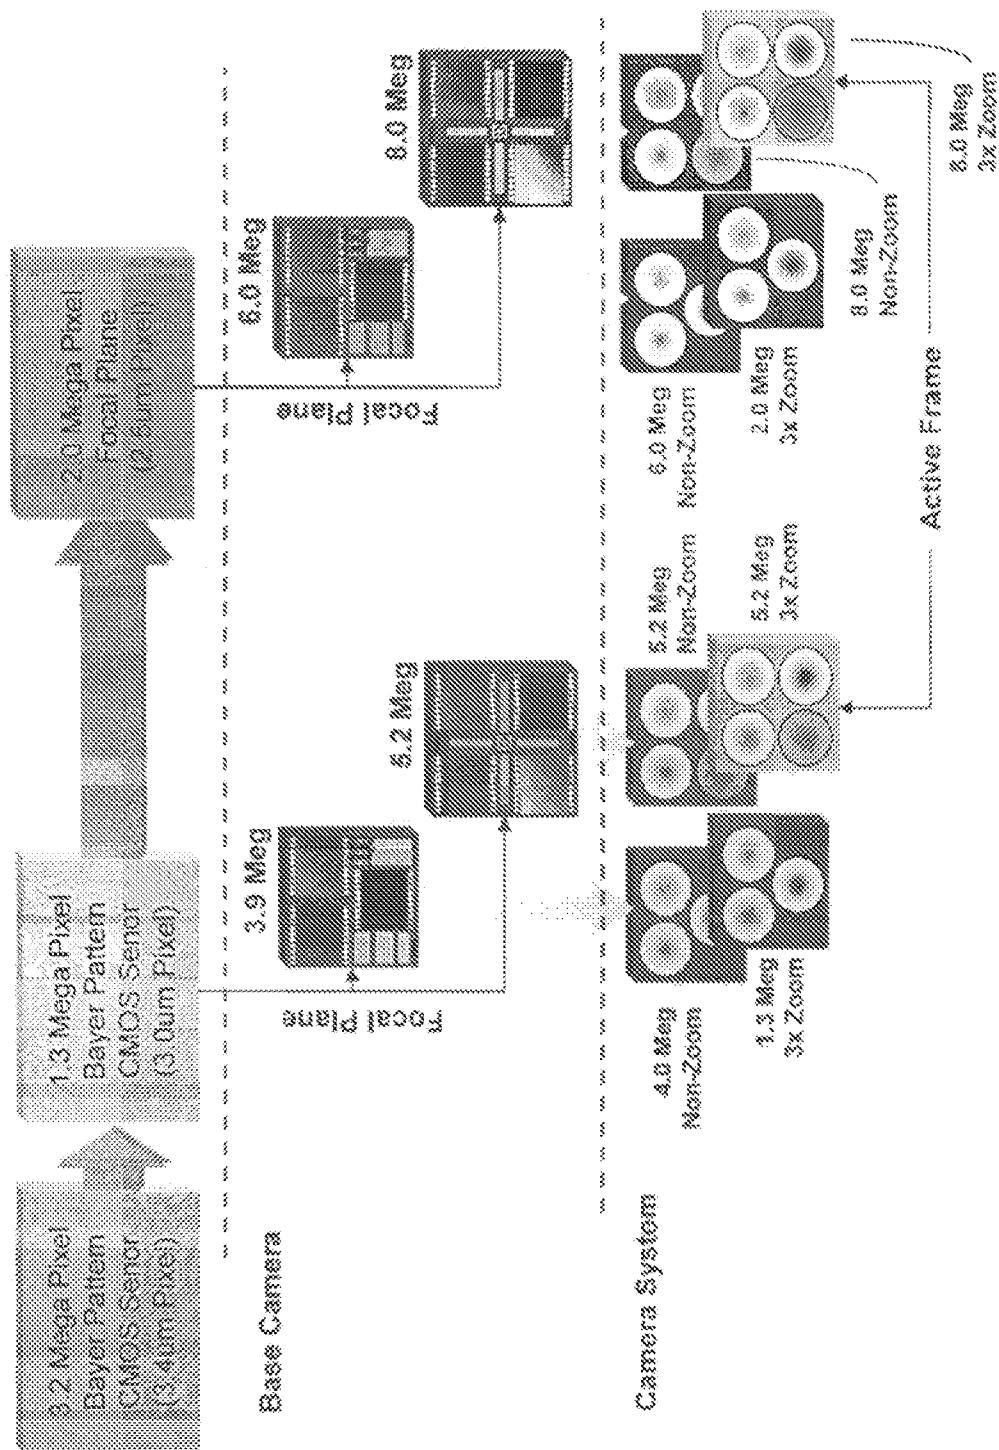 3.2 Mega Pixel
Bayer Pattern
CMOS Senor
(3.4um Pixel)
1.3 Mega Pixel
Bayer Pattern
CMOS Senor
(3.0um Pixel)
2.0 Mega Pixel
Focal Plane
Base Camera
Focal Plane
3.9 Meg
5.2 Meg
Focal Plane
6.0 Meg
8.0 Meg
Camera System
4.0 Meg
Non-Zoom
1.3 Meg
3x Zoom
5.2 Meg
Non-Zoom
5.2 Meg
3x Zoom
6.0 Meg
Non-Zoom
2.0 Meg
3x Zoom
8.0 Meg
Non-Zoom
8.0 Meg
3x Zoom
Active Frame